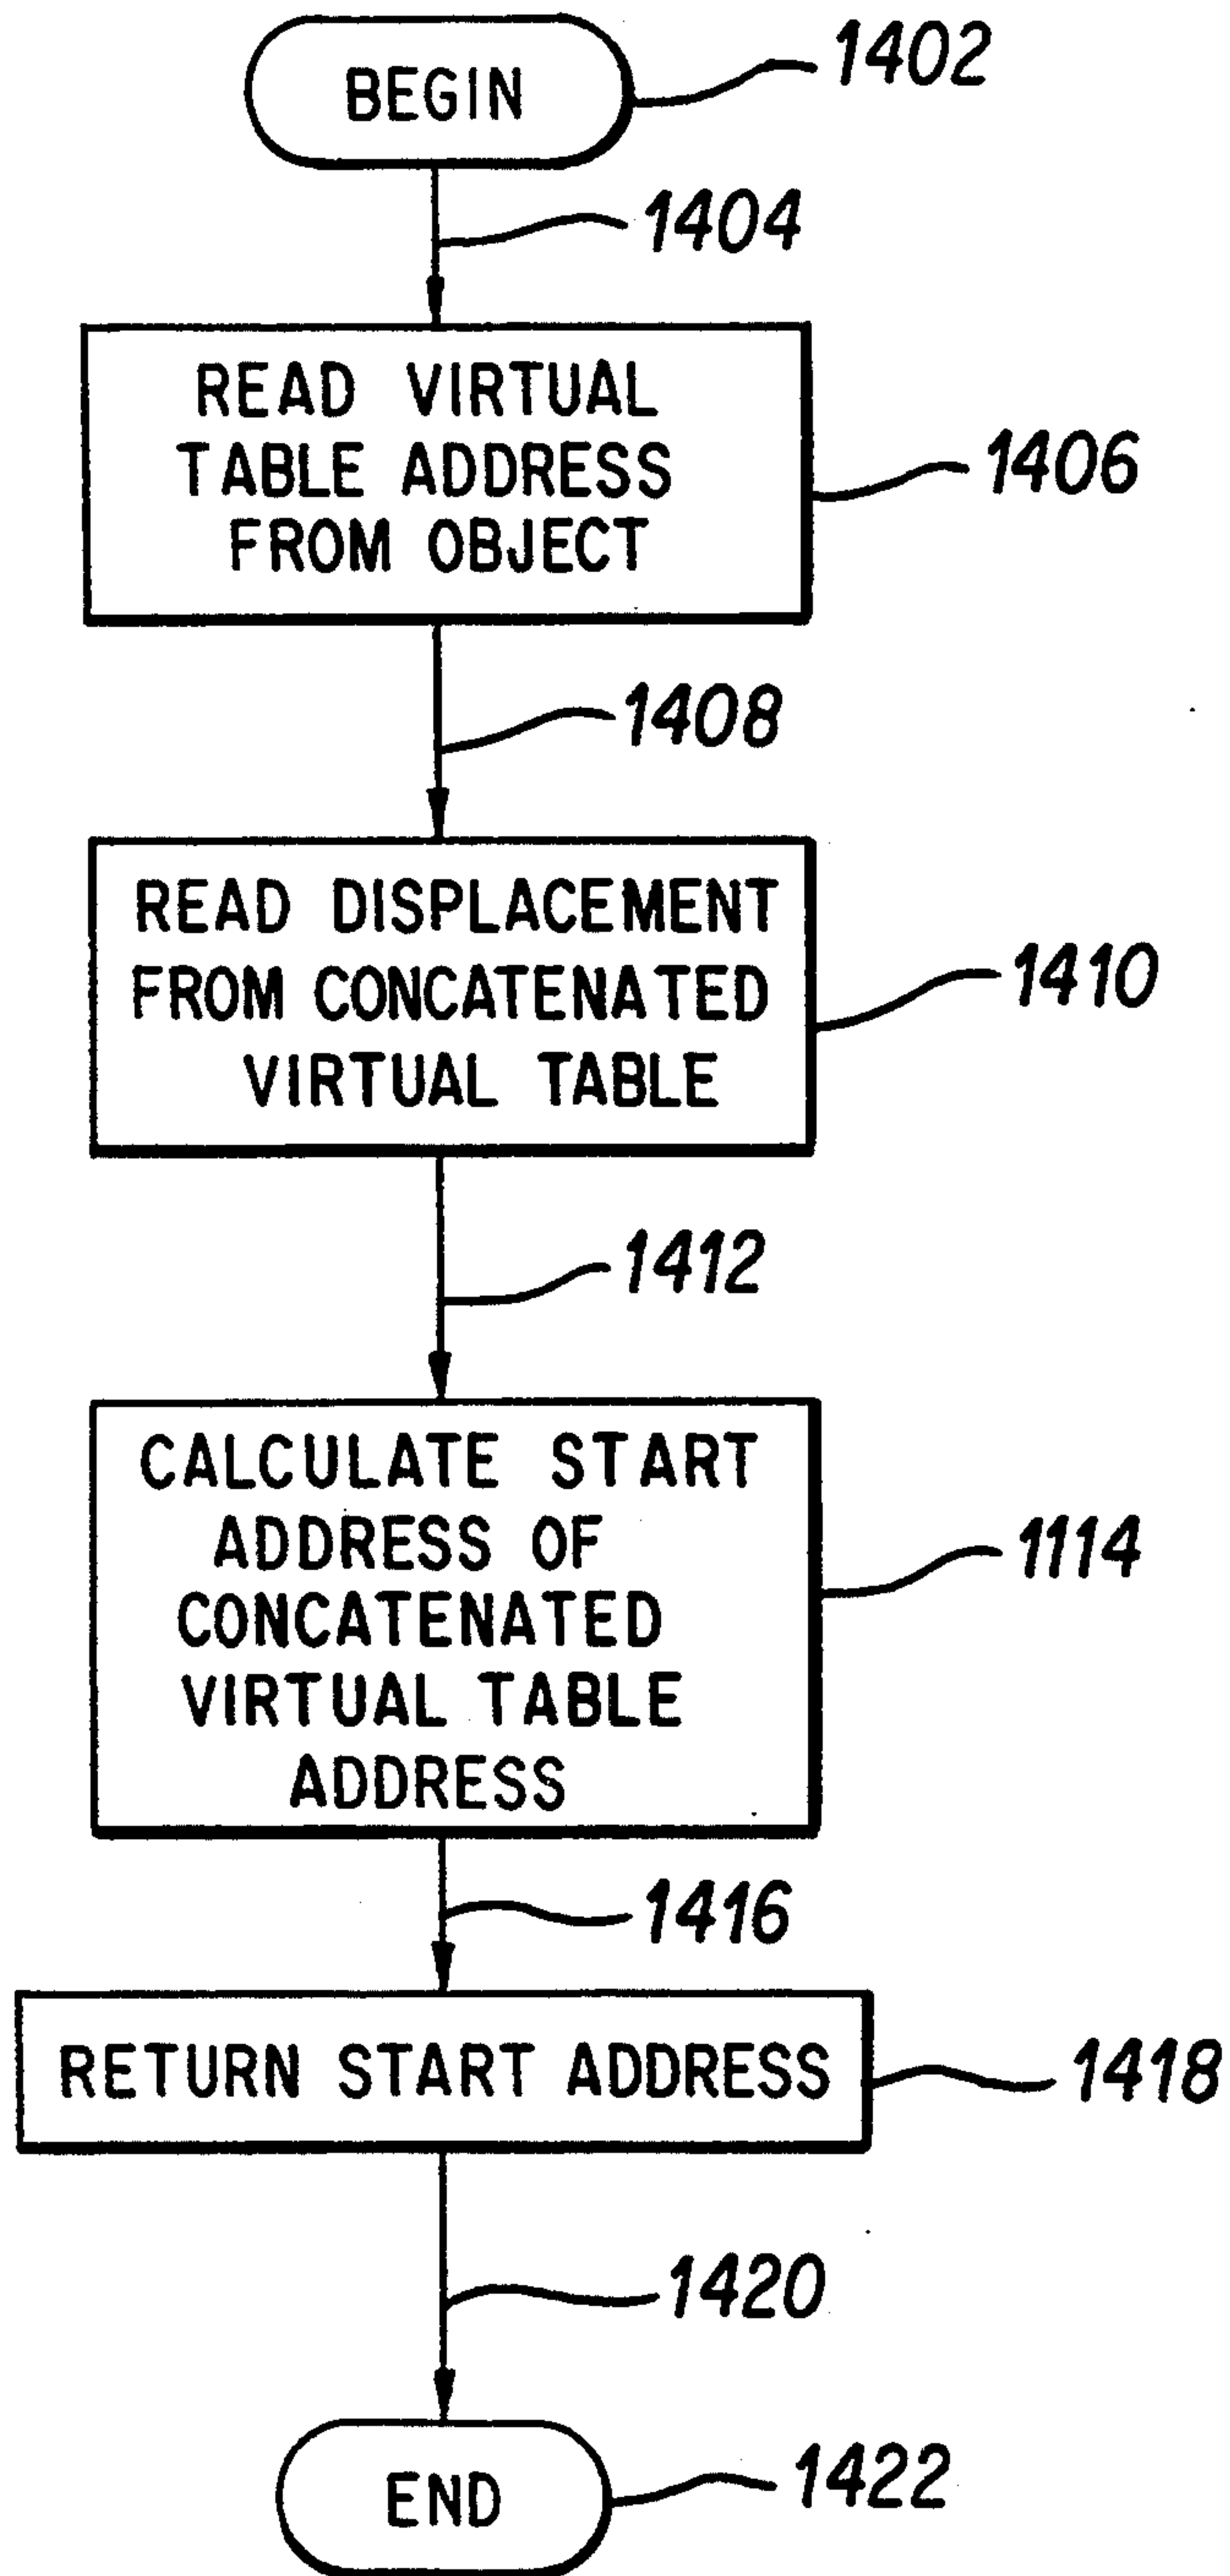 BEGIN
1402
1404
READ VIRTUAL
TABLE ADDRESS
FROM OBJECT
1406
1408
READ DISPLACEMENT
FROM CONCATENATED
VIRTUAL TABLE
1410
1412
CALCULATE START
ADDRESS OF
CONCATENATED
VIRTUAL TABLE
ADDRESS
1114
1416
RETURN START ADDRESS
1418
1420
END
1422